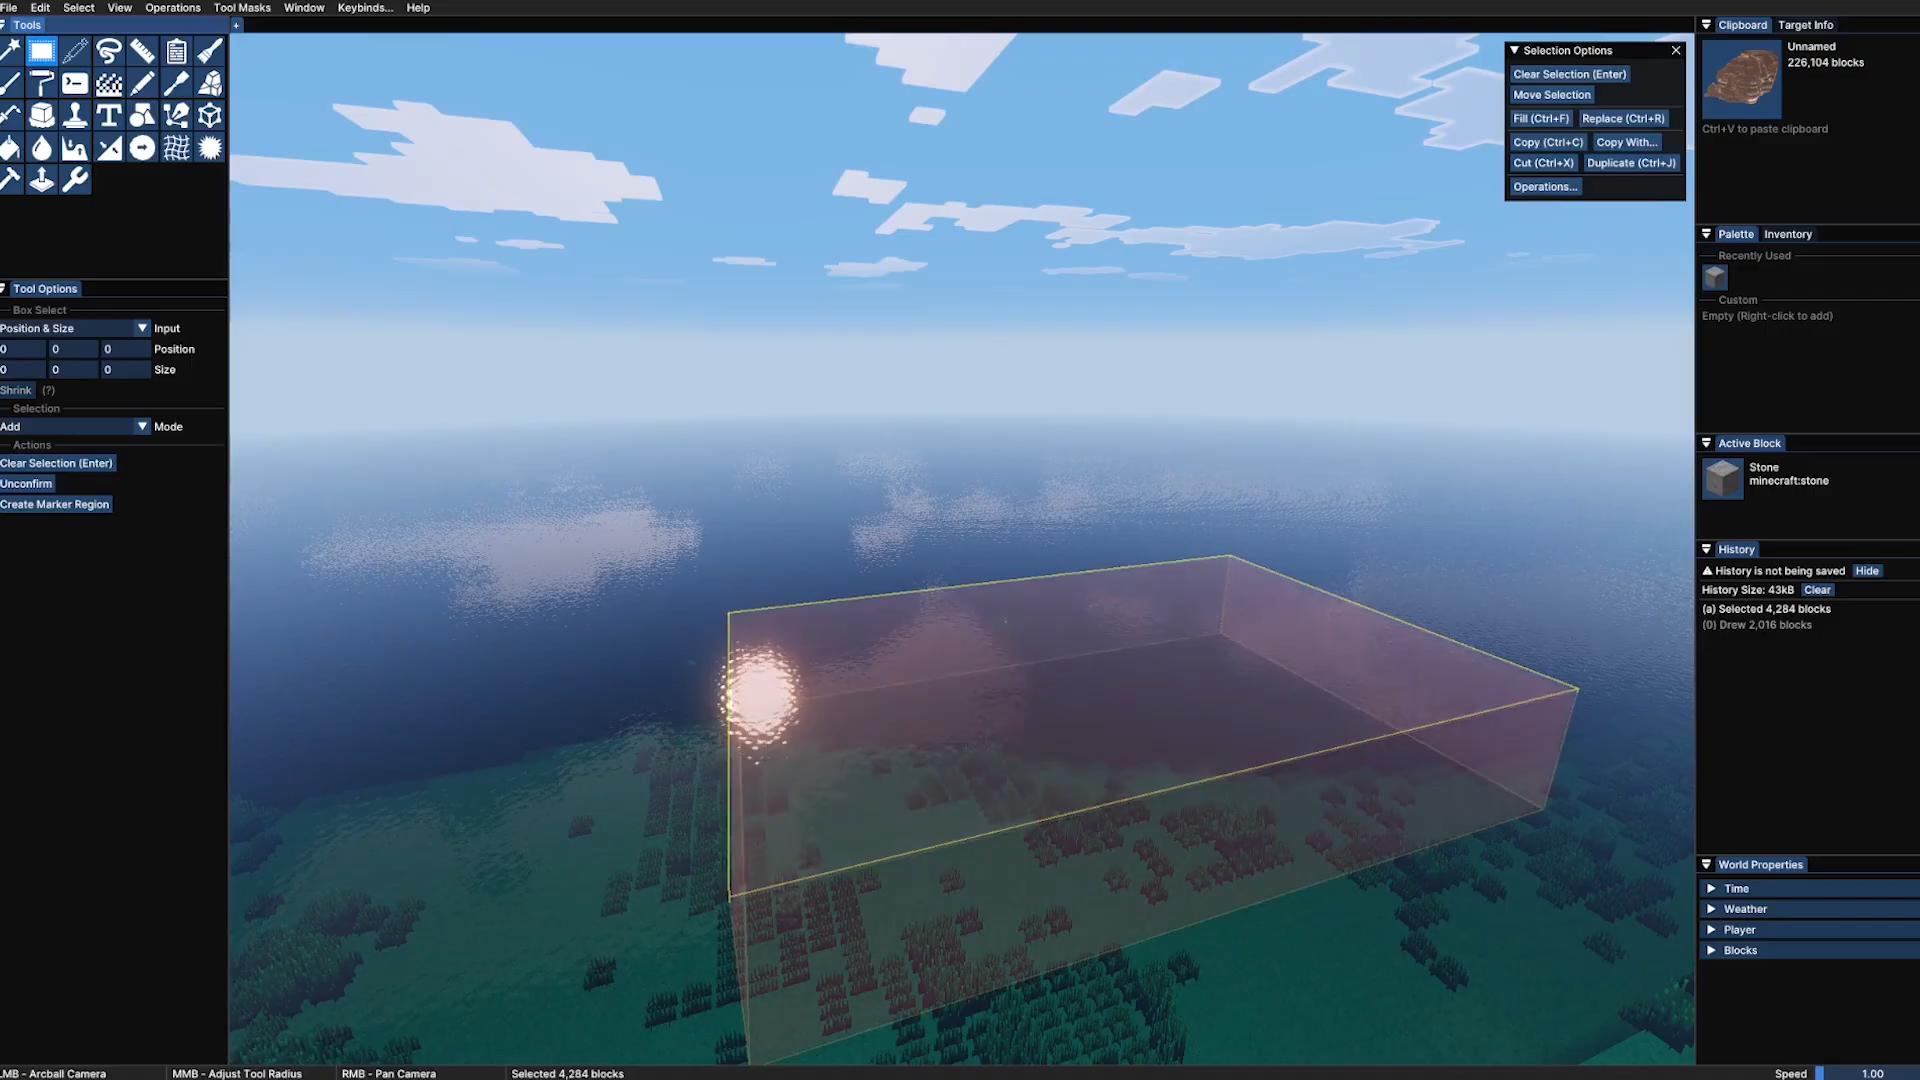 File Edit Select View Operations Tool Masks Window Keybinds... Help
Tools
+
Tool Options
Box Select
Position & Size Input
0 0 0 Position
0 0 0 Size
Shrink (?)
Selection
Add Mode
Actions
Clear Selection (Enter)
Unconfirm
Create Marker Region
Selection Options
Clear Selection (Enter)
Move Selection
Fill (Ctrl+F) Replace (Ctrl+R)
Copy (Ctrl+C) Copy With...
Cut (Ctrl+X) Duplicate (Ctrl+J)
Operations...
Clipboard Target Info
Unnamed
226,104 blocks
Ctrl+V to paste clipboard
Palette Inventory
Recently Used
Custom
Empty (Right-click to add)
Active Block
Stone
minecraft:stone
History
History is not being saved Hide
History Size: 43kB Clear
(a) Selected 4,284 blocks
(0) Drew 2,016 blocks
World Properties
Time
Weather
Player
Blocks
LMB - Arcball Camera MMB - Adjust Tool Radius RMB - Pan Camera Selected 4,284 blocks Speed 1.00